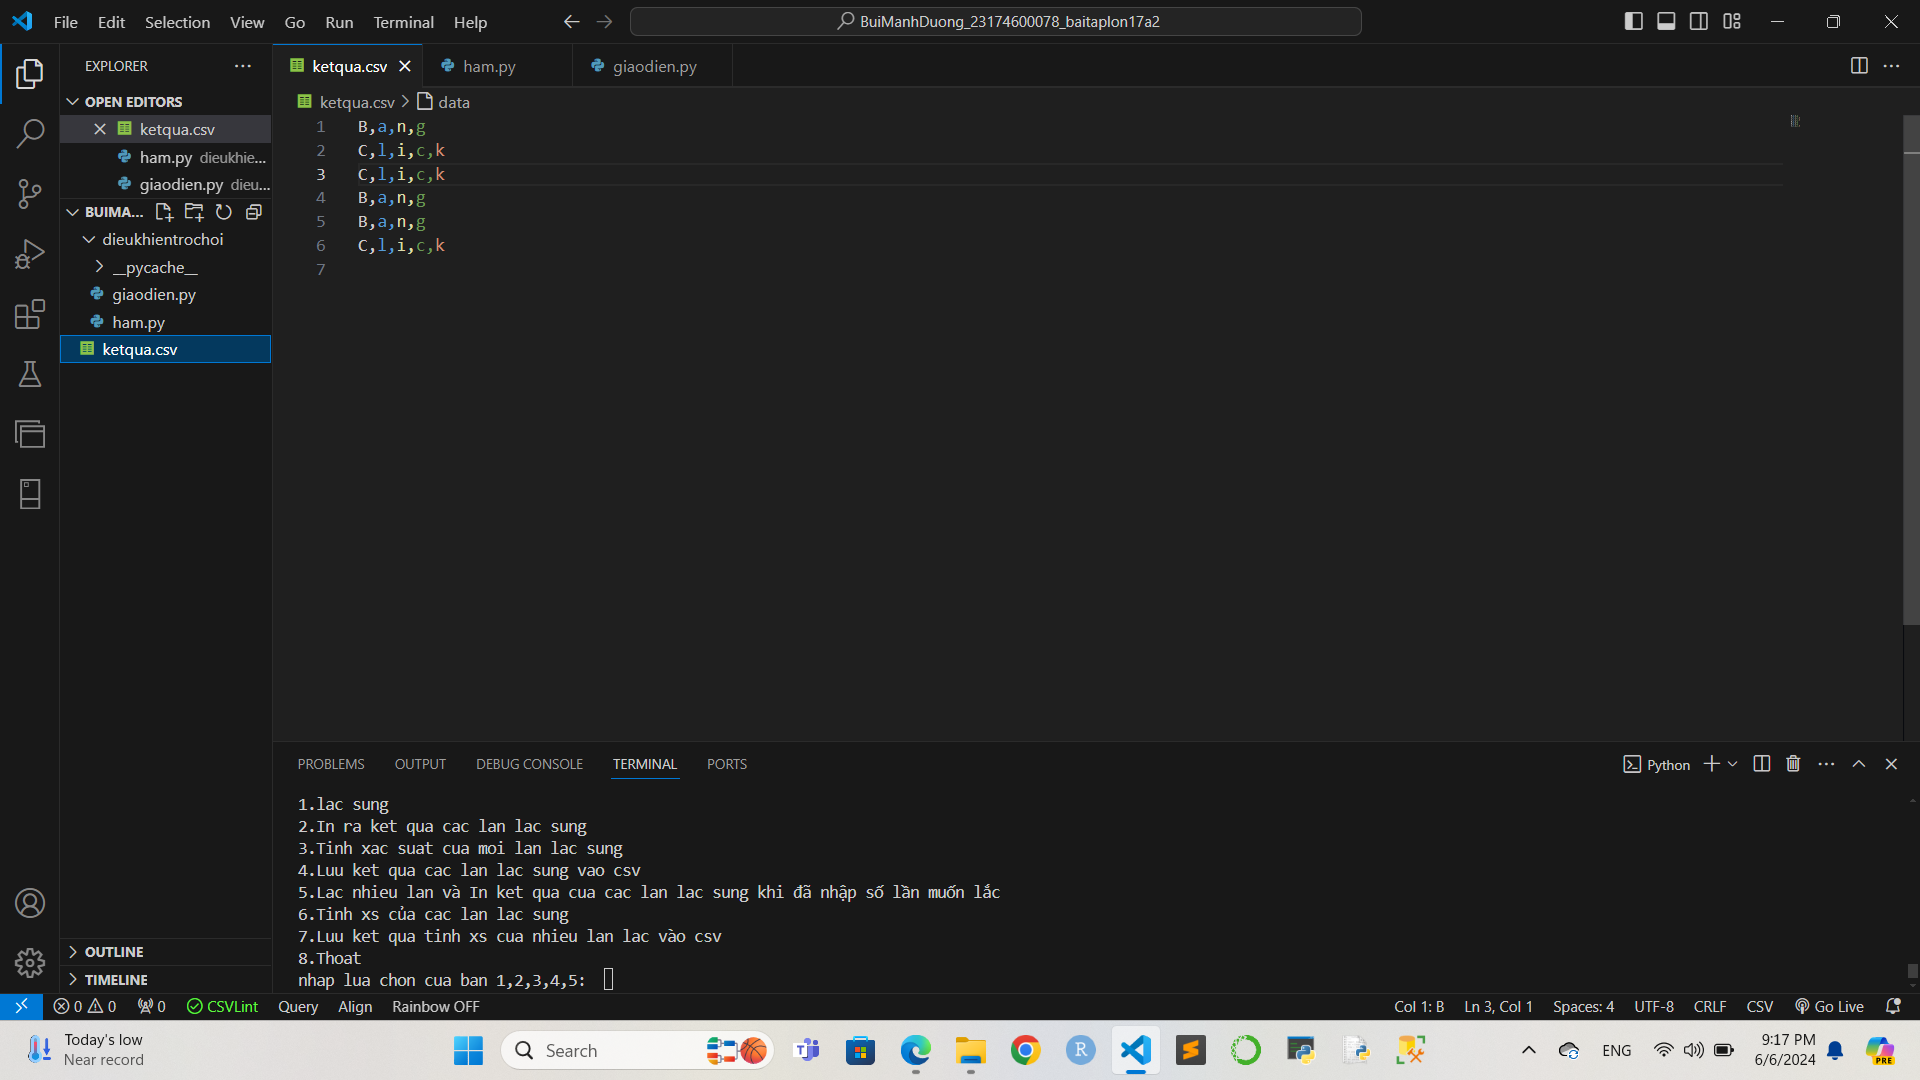 File Edit Selection View Go Run Terminal Help
BuiManhDuong_23174600078_baitaplon17a2
EXPLORER
OPEN EDITORS
ketqua.csv
ham.py dieukhie...
giaodien.py dieu...
BUIMA...
dieukhientrochoi
__pycache__
giaodien.py
ham.py
ketqua.csv
OUTLINE
TIMELINE
ketqua.csv ham.py giaodien.py
ketqua.csv data
1 B,a,n,g
2 C,l,i,c,k
3 C,l,i,c,k
4 B,a,n,g
5 B,a,n,g
6 C,l,i,c,k
7
PROBLEMS OUTPUT DEBUG CONSOLE TERMINAL PORTS
Python
1.lac sung
2.In ra ket qua cac lan lac sung
3.Tinh xac suat cua moi lan lac sung
4.Luu ket qua cac lan lac sung vao csv
5.Lac nhieu lan và In ket qua cua cac lan lac sung khi đã nhập số lần muốn lắc
6.Tinh xs của cac lan lac sung
7.Luu ket qua tinh xs cua nhieu lan lac vào csv
8.Thoat
nhap lua chon cua ban 1,2,3,4,5:
0 0 0 CSVLint Query Align Rainbow OFF Col 1: B Ln 3, Col 1 Spaces: 4 UTF-8 CRLF CSV Go Live
Today's low
Near record
Search
R
S
ENG
9:17 PM
6/6/2024
PRE